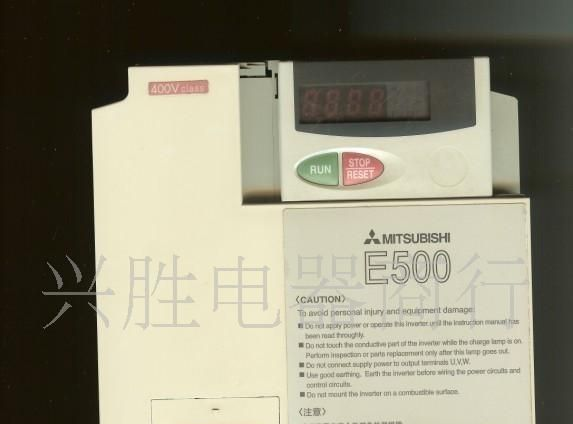 400V class
8888
RUN
STOP
RESET
MITSUBISHI
E500
兴胜电器商行
〈CAUTION〉
To avoid personal injury and equipment damage:
■ Do not apply power or operate this inverter until the instruction manual has
been read throughly.
■ Do not touch the conductive part of the inverter while the charge lamp is on.
Perform inspection or parts replacement only after this lamp goes out.
■ Do not connect supply power to output terminals U,V,W.
■ Use good earthing. Earth the inverter before wiring the power circuits and
control circuits.
■ Do not mount the inverter on a combustible surface.
〈注意〉